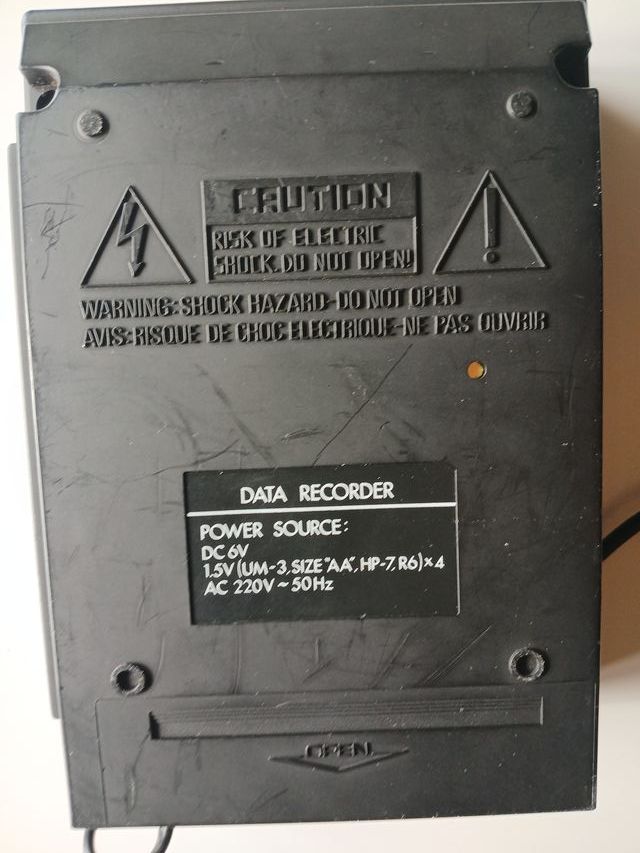 CAUTION
RISK OF ELECTRIC
SHOCK.DO NOT OPEN!
WARNING:SHOCK HAZARD-DO NOT OPEN
AVIS:RISQUE DE CHOC ELECTRIQUE-NE PAS OUVRIR
DATA RECORDER
POWER SOURCE:
DC 6V
1.5V (UM-3, SIZE "AA", HP-7, R6)×4
AC 220V ~ 50Hz
OPEN